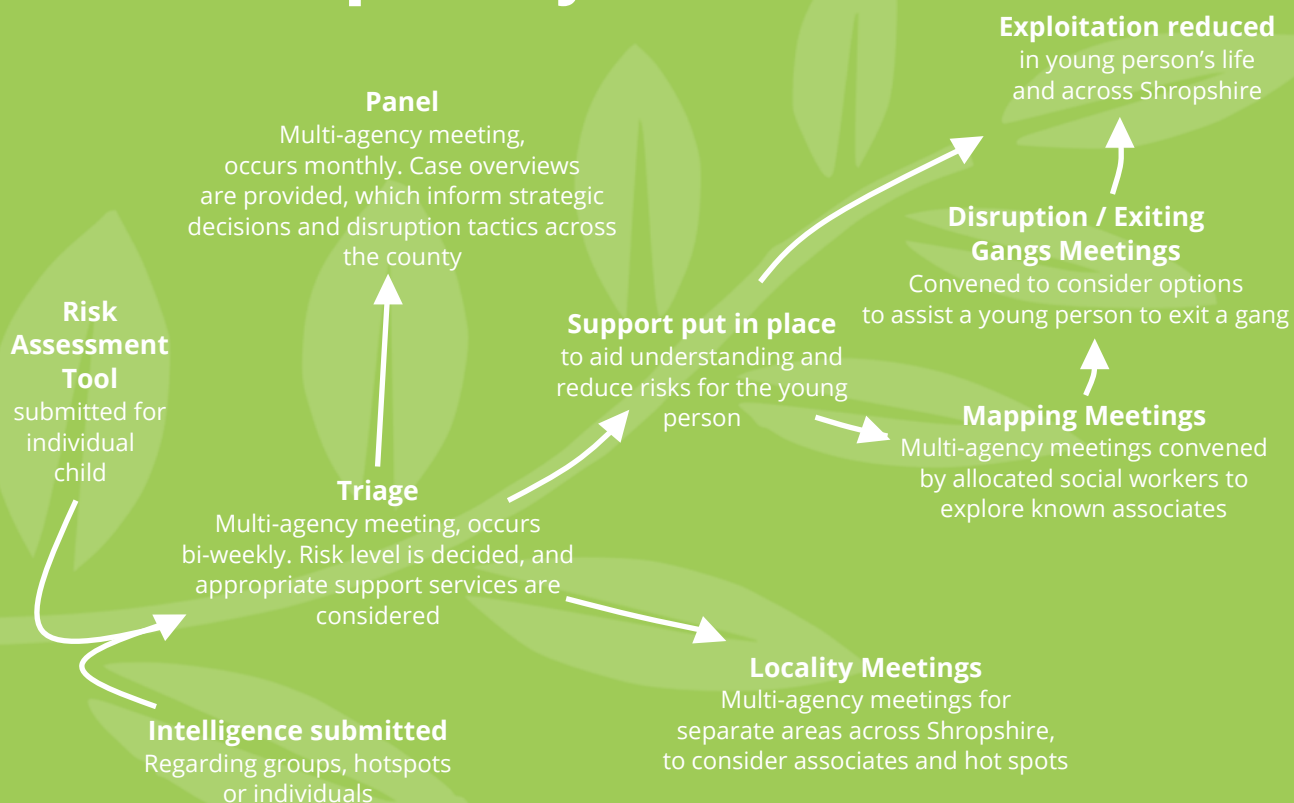 Exploitation reduced
in young person's life
and across Shropshire
Panel
Multi-agency meeting,
occurs monthly. Case overviews
are provided, which inform strategic
decisions and disruption tactics across
the county
Disruption / Exiting
Gangs Meetings
Convened to consider options
to assist a young person to exit a gang
Risk
Assessment
Tool
submitted for
individual
child
Support put in place
to aid understanding and
reduce risks for the young
person
Mapping Meetings
Multi-agency meetings convened
by allocated social workers to
explore known associates
Triage
Multi-agency meeting, occurs
bi-weekly. Risk level is decided, and
appropriate support services are
considered
Locality Meetings
Multi-agency meetings for
separate areas across Shropshire,
to consider associates and hot spots
Intelligence submitted
Regarding groups, hotspots
or individuals